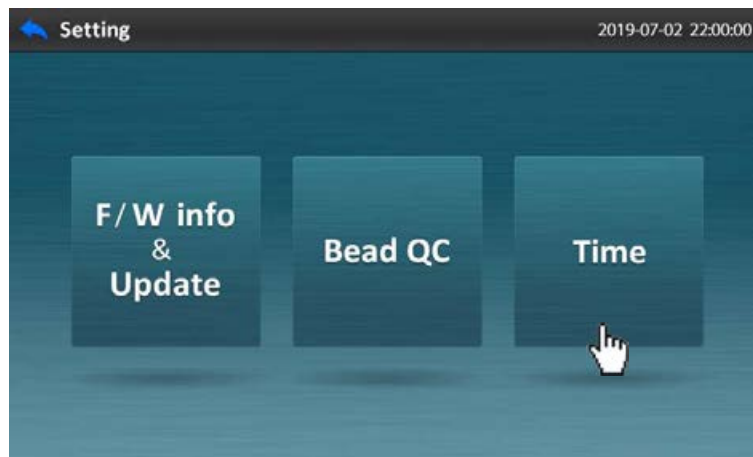 Setting 2019-07-02 22:00:00
F/W info
&
Update
Bead QC
Time